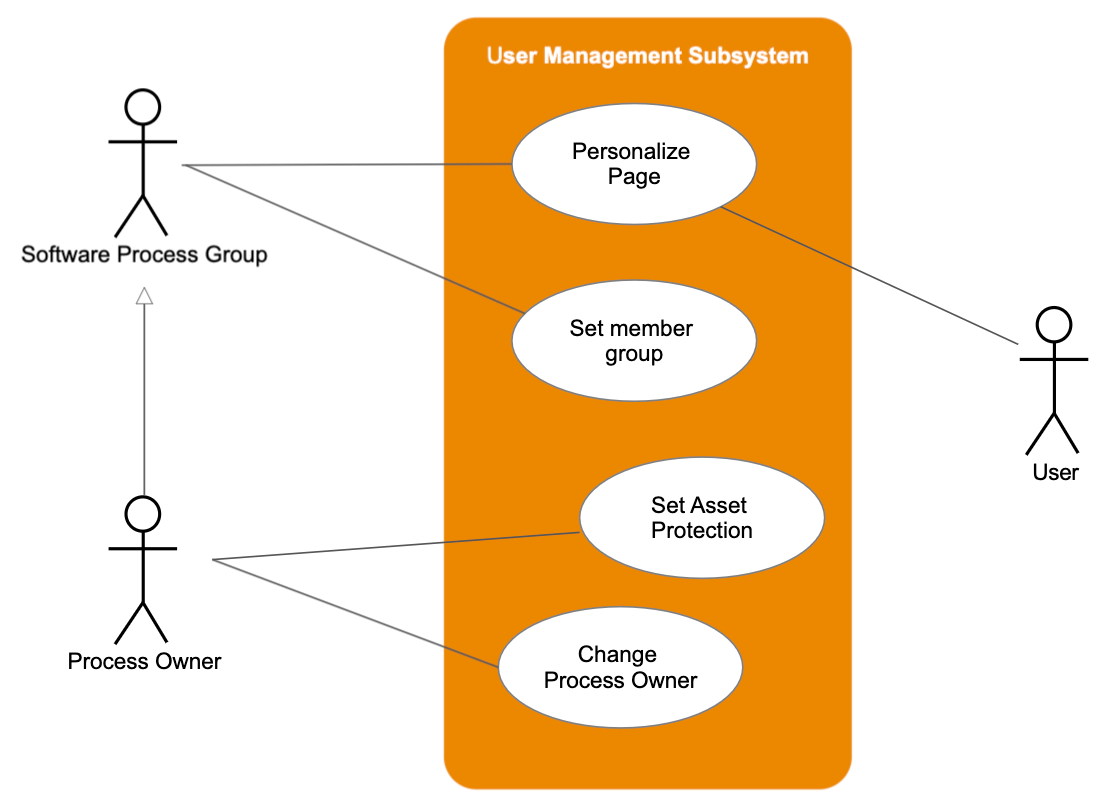 User Management Subsystem
Personalize
Page
Software Process Group
Set member
group
User
Set Asset
Protection
Process Owner
Change
Process Owner